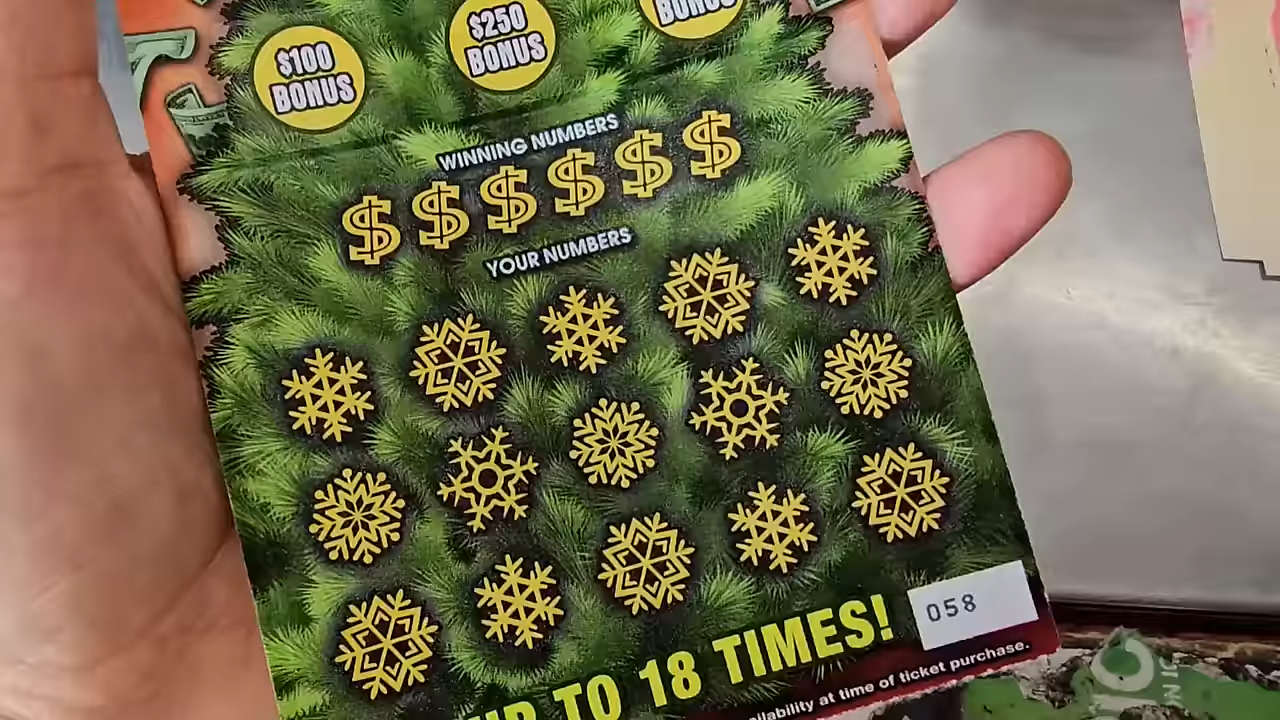 $100
BONUS
$250
BONUS
BONUS
WINNING NUMBERS
$ $ $ $ $ $
YOUR NUMBERS
UP TO 18 TIMES!
058
at time of ticket purchase.